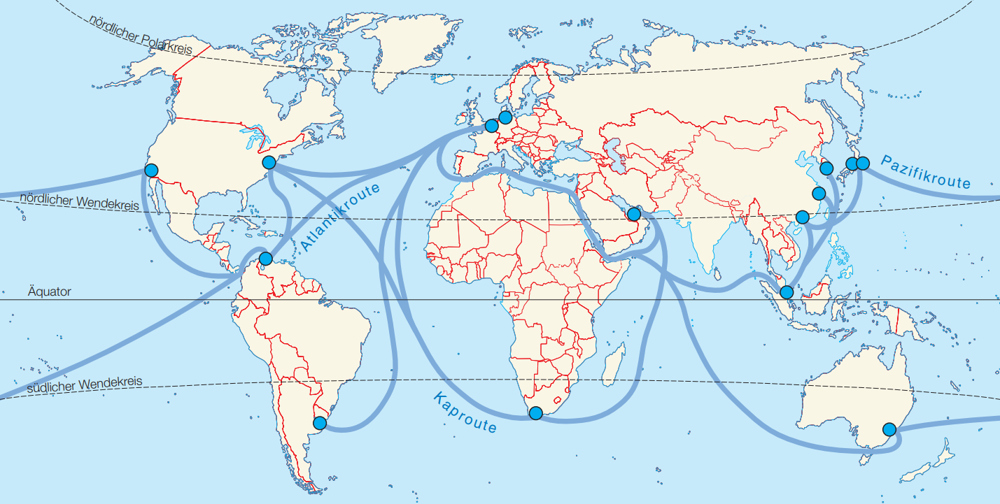 nördlicher Polarkreis
Pazifikroute
nördlicher Wendekreis
Atlantikroute
Äquator
südlicher Wendekreis
Kaproute